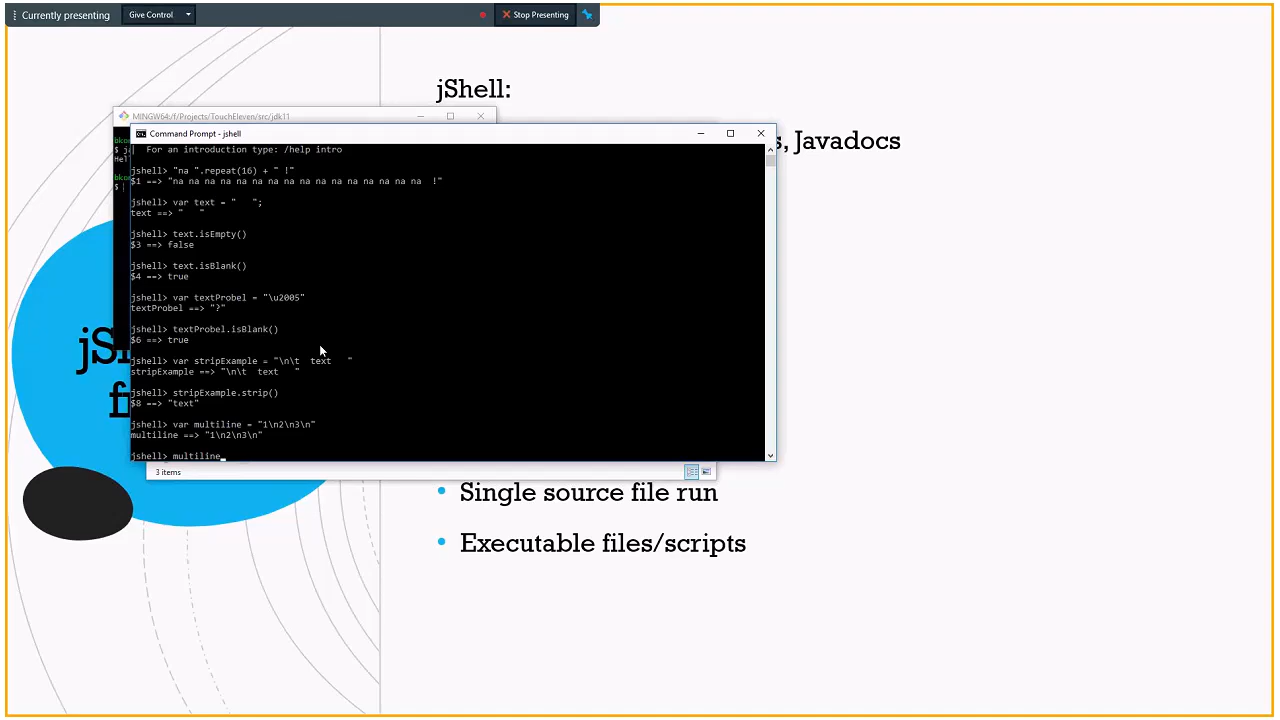 Currently presenting
Give Control
Stop Presenting
jShell:
MINGW64:/f/Projects/TouchEleven/src/jdk11
Command Prompt - jshell
, Javadocs
| For an introduction type: /help intro
jshell> "na ".repeat(16) + " !"
$1 ==> "na na na na na na na na na na na na na na na na  !"
jshell> var text = "   ";
text ==> "   "
jshell> text.isEmpty()
$3 ==> false
jshell> text.isBlank()
$4 ==> true
jshell> var textProbel = "\u2005"
textProbel ==> "?"
jshell> textProbel.isBlank()
$6 ==> true
jshell> var stripExample = "\n\t  text   "
stripExample ==> "\n\t  text   "
jshell> stripExample.strip()
$8 ==> "text"
jshell> var multiline = "1\n2\n3\n"
multiline ==> "1\n2\n3\n"
jshell> multiline_
3 items
• Single source file run
• Executable files/scripts